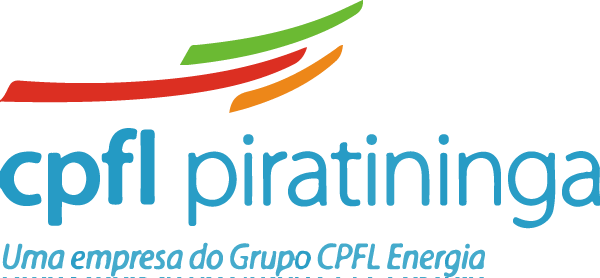 cpfl piratininga
Uma empresa do Grupo CPFL Energia